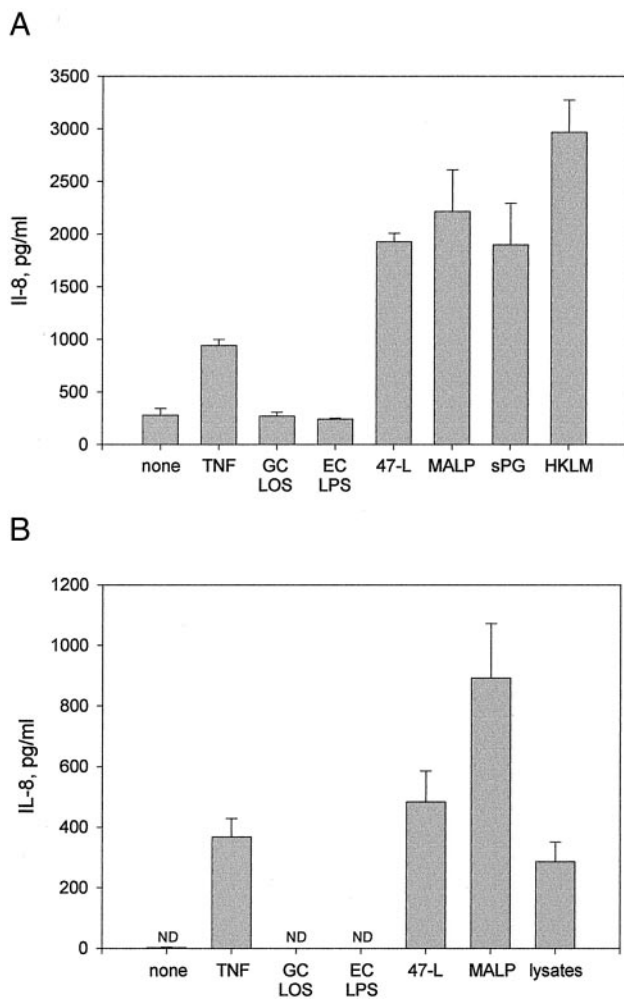 A
Il-8, pg/ml
3500
3000
2500
2000
1500
1000
500
0
none TNF GC LOS EC LPS 47-L MALP sPG HKLM
B
IL-8, pg/ml
1200
1000
800
600
400
200
0
ND ND ND
none TNF GC LOS EC LPS 47-L MALP lysates